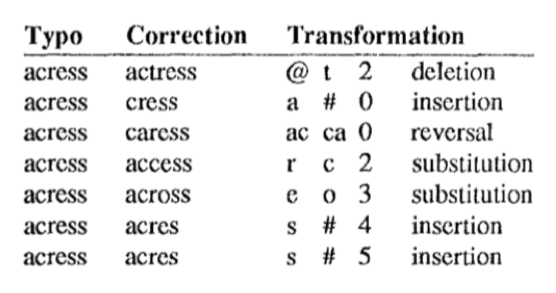 Typo Correction Transformation
acress actress @ t 2 deletion
acress cress a # 0 insertion
acress caress ac ca 0 reversal
acress access r c 2 substitution
acress across e o 3 substitution
acress acres s # 4 insertion
acress acres s # 5 insertion